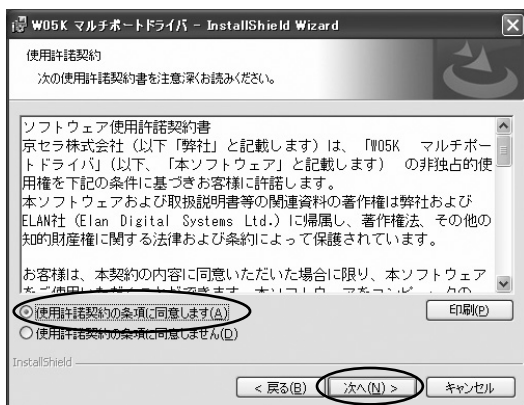 W05K マルチポートドライバ - InstallShield Wizard
使用許諾契約
次の使用許諾契約書を注意深くお読みください。
ソフトウェア使用許諾契約書
京セラ株式会社（以下「弊社」と記載します）は、「W05K マルチポー
トドライバ」（以下、「本ソフトウェア」と記載します） の非独占的使
用権を下記の条件に基づきお客様に許諾します。
本ソフトウェアおよび取扱説明書等の関連資料の著作権は弊社および
ELAN社（Elan Digital Systems Ltd.）に帰属し、著作権法、その他の
知的財産権に関する法律および条約によって保護されています。
お客様は、本契約の内容に同意いただいた場合に限り、本ソフトウェア
使用許諾契約の条項に同意します(A)
印刷(P)
使用許諾契約の条項に同意しません(D)
InstallShield
< 戻る(B)
次へ(N) >
キャンセル